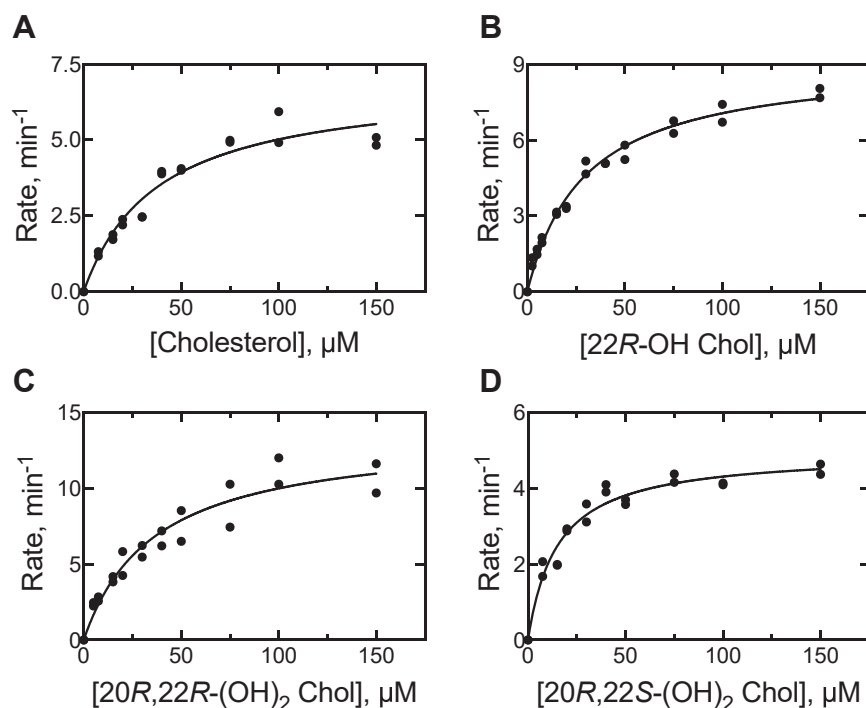 A
7.5
5.0
2.5
0.0
0
50
100
150
Rate, min⁻¹
[Cholesterol], µM
B
9
6
3
0
0
50
100
150
Rate, min⁻¹
[22R-OH Chol], µM
C
15
10
5
0
0
50
100
150
Rate, min⁻¹
[20R,22R-(OH)₂ Chol], µM
D
6
4
2
0
0
50
100
150
Rate, min⁻¹
[20R,22S-(OH)₂ Chol], µM